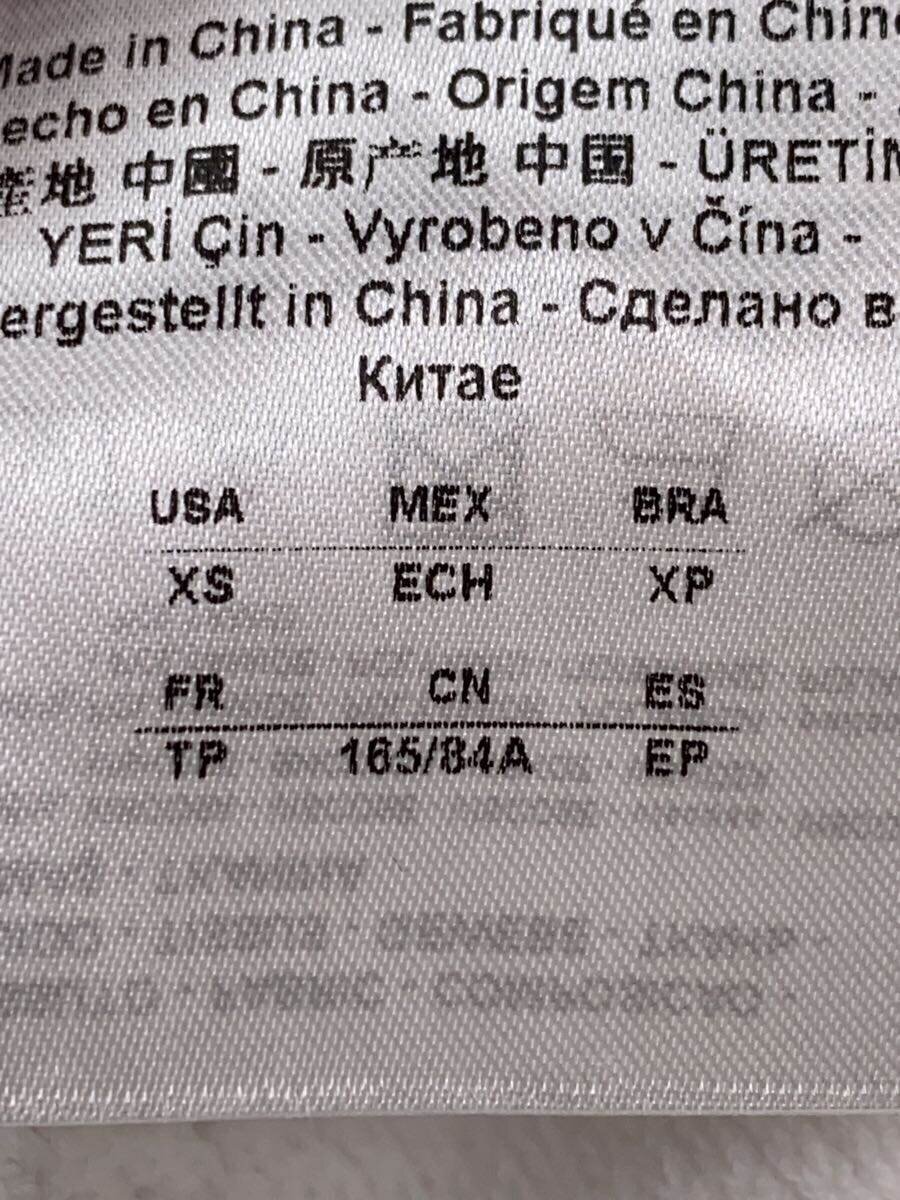 Made in China - Fabriqué en Chine
echo en China - Origem China -
產地 中國 - 原产地 中国 - ÜRETİM
YERİ Çin - Vyrobeno v Čína -
ergestellt in China - Сделано в
Китае
USA MEX BRA
XS ECH XP
FR CN ES
TP 165/84A EP